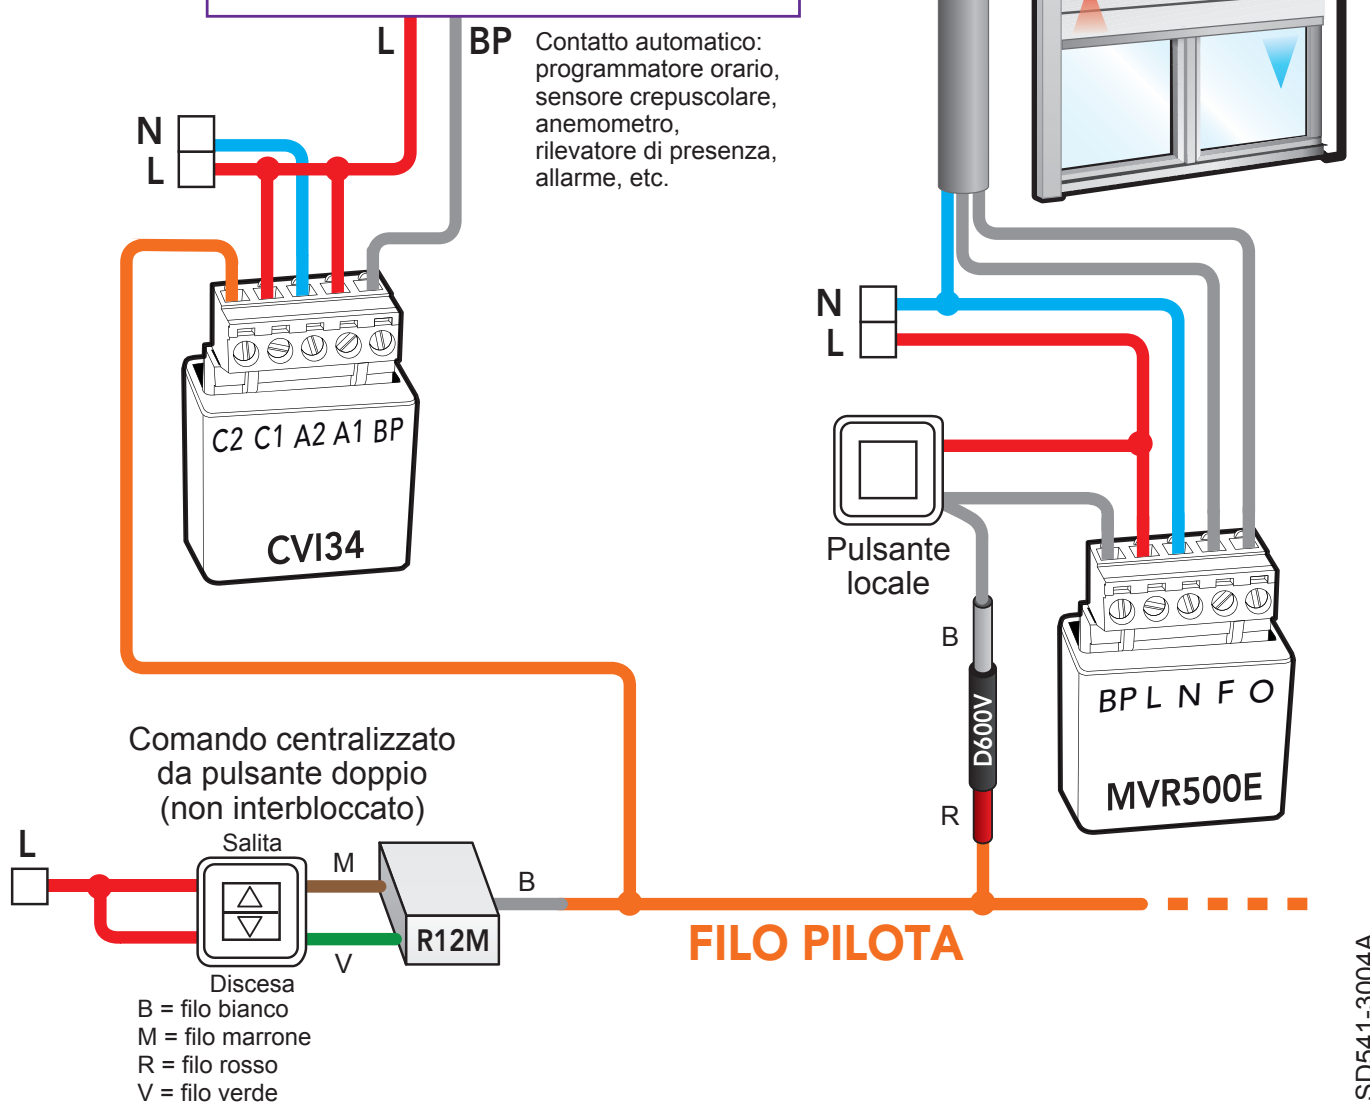 L
BP
Contatto automatico:
programmatore orario,
sensore crepuscolare,
anemometro,
rilevatore di presenza,
allarme, etc.
N
L
C2 C1 A2 A1 BP
CVI34
N
L
Pulsante
locale
B
D600V
R
BP L N F O
MVR500E
Comando centralizzato
da pulsante doppio
(non interbloccato)
L
Salita
M
B
R12M
V
Discesa
FILO PILOTA
B = filo bianco
M = filo marrone
R = filo rosso
V = filo verde
SD541-3004A